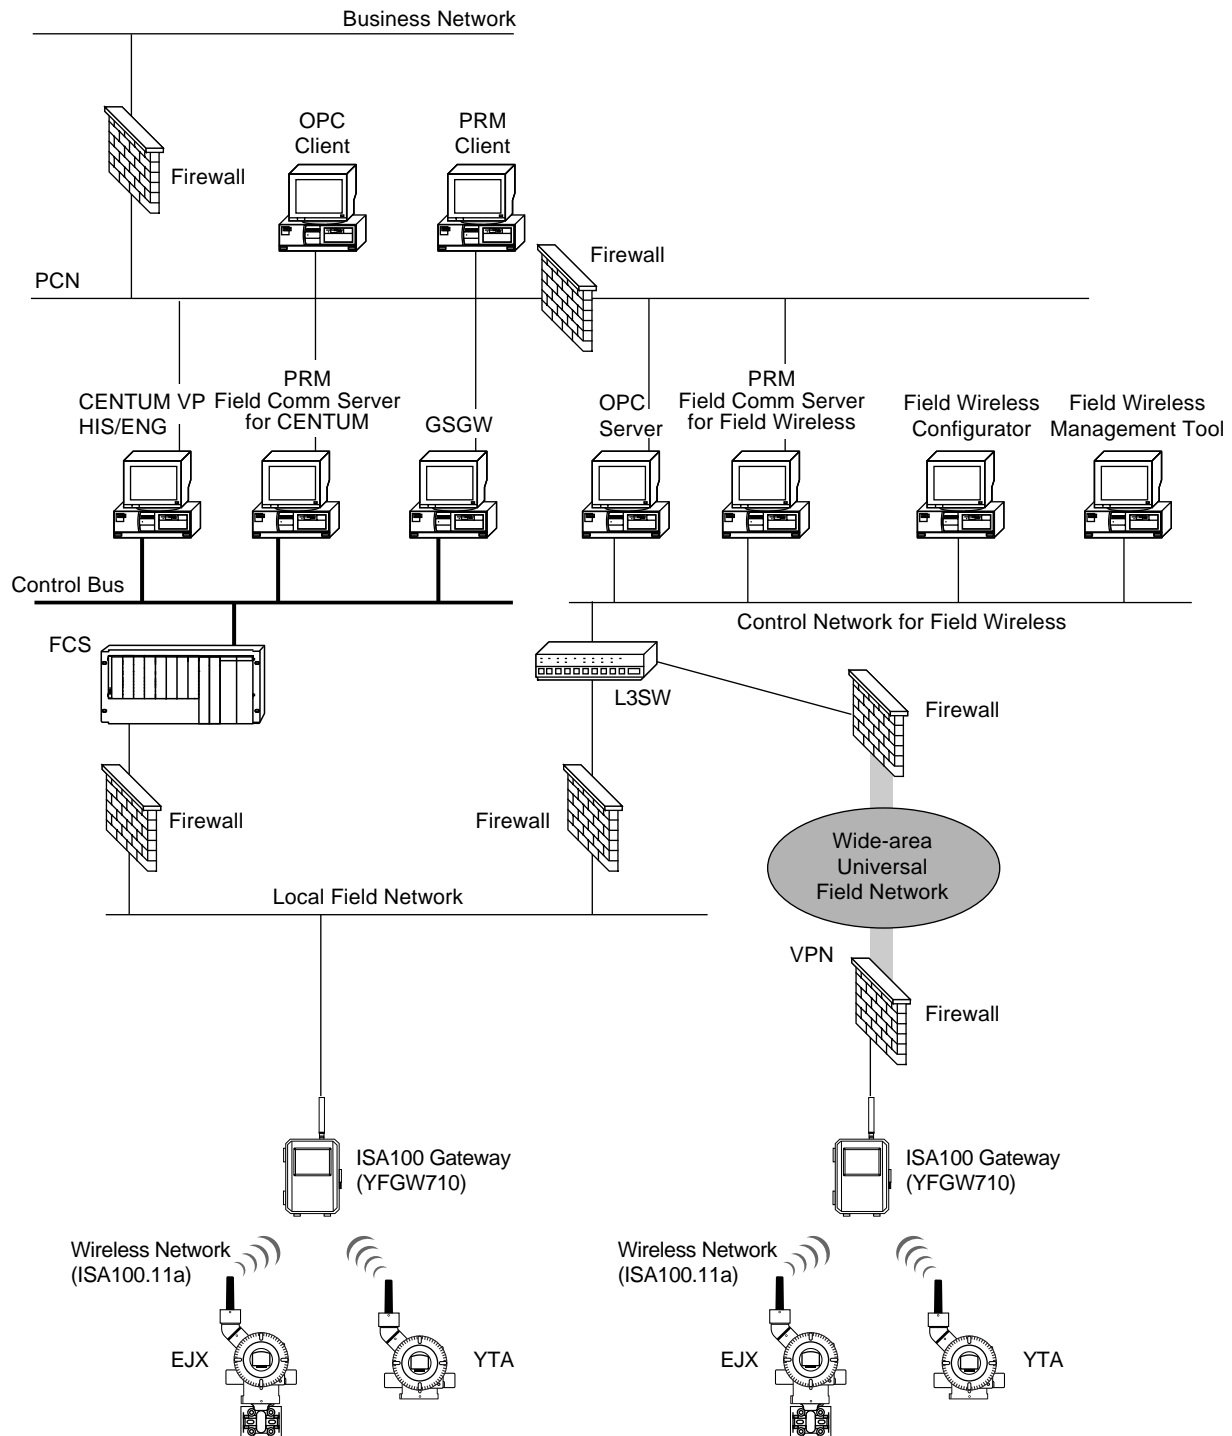 Business Network
OPC
Client
PRM
Client
Firewall
Firewall
PCN
CENTUM VP
HIS/ENG
PRM
Field Comm Server
for CENTUM
GSGW
OPC
Server
PRM
Field Comm Server
for Field Wireless
Field Wireless
Configurator
Field Wireless
Management Tool
Control Bus
Control Network for Field Wireless
FCS
L3SW
Firewall
Firewall
Firewall
Wide-area
Universal
Field Network
Local Field Network
VPN
Firewall
ISA100 Gateway
(YFGW710)
ISA100 Gateway
(YFGW710)
Wireless Network
(ISA100.11a)
Wireless Network
(ISA100.11a)
EJX
YTA
EJX
YTA